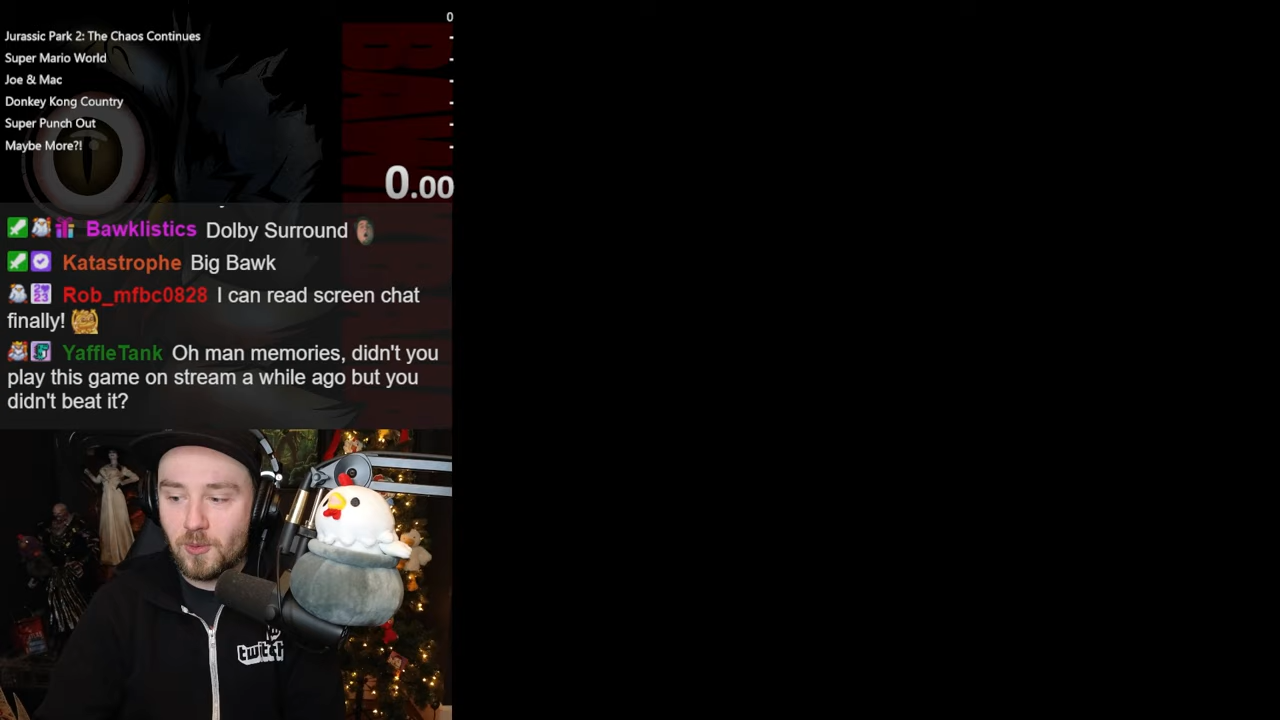 0
Jurassic Park 2: The Chaos Continues
-
Super Mario World
-
Joe & Mac
-
Donkey Kong Country
-
Super Punch Out
-
Maybe More?!
-
0.00
Bawklistics Dolby Surround
Katastrophe Big Bawk
Rob_mfbc0828 I can read screen chat
finally!
YaffleTank Oh man memories, didn't you
play this game on stream a while ago but you
didn't beat it?
twitch